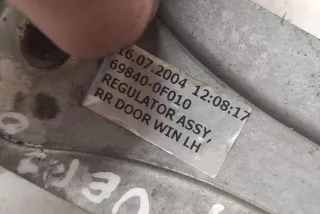 16.07.2004 12:08:17
69840-0F010
REGULATOR ASSY,
RR DOOR WIN LH